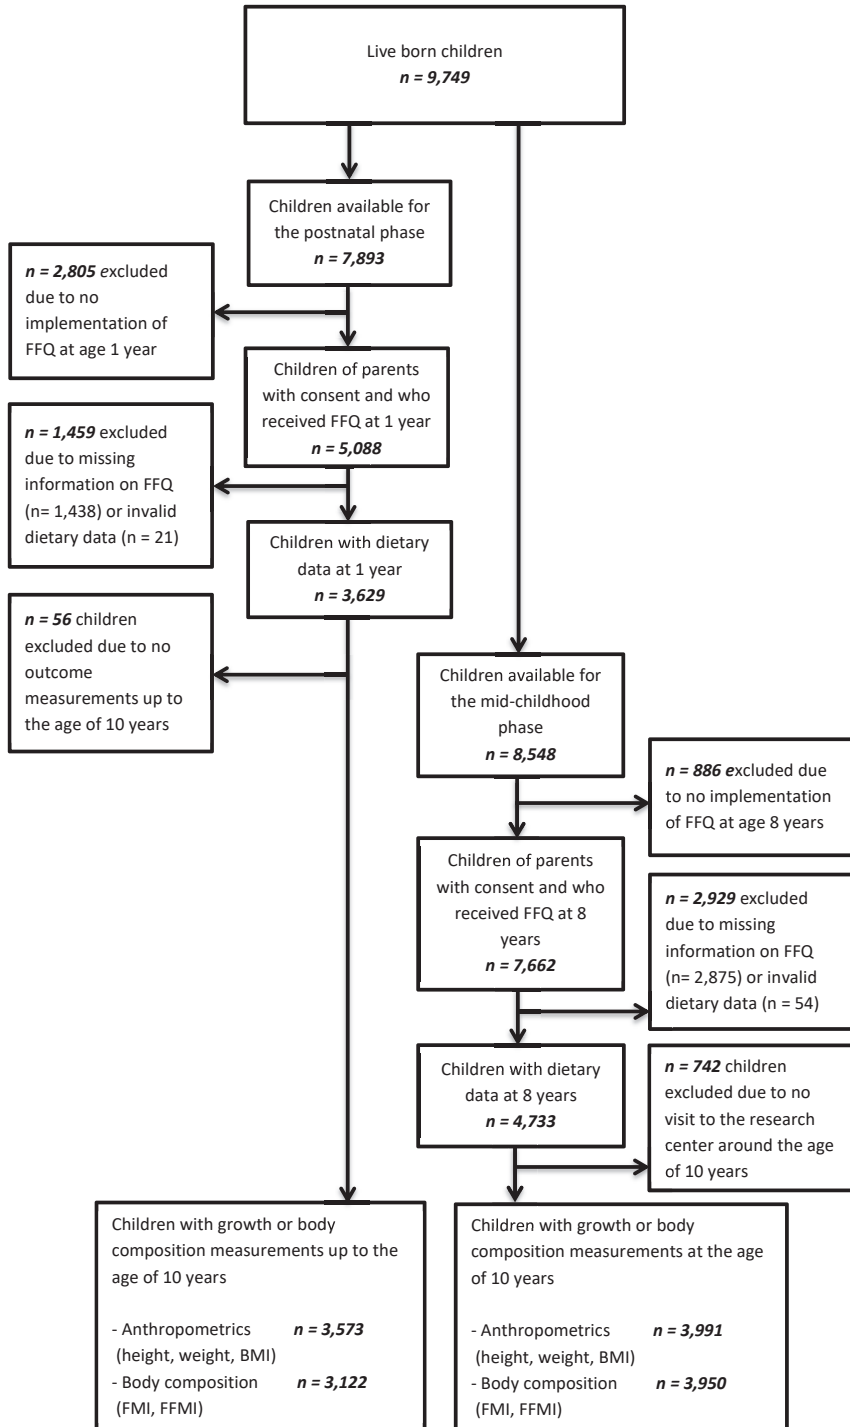 Live born children
n = 9,749
Children available for
the postnatal phase
n = 7,893
n = 2,805 excluded
due to no
implementation of
FFQ at age 1 year
Children of parents
with consent and who
received FFQ at 1 year
n = 5,088
n = 1,459 excluded
due to missing
information on FFQ
(n= 1,438) or invalid
dietary data (n = 21)
Children with dietary
data at 1 year
n = 3,629
n = 56 children
excluded due to no
outcome
measurements up to
the age of 10 years
Children available for
the mid-childhood
phase
n = 8,548
n = 886 excluded due
to no implementation
of FFQ at age 8 years
Children of parents
with consent and who
received FFQ at 8
years
n = 7,662
n = 2,929 excluded
due to missing
information on FFQ
(n= 2,875) or invalid
dietary data (n = 54)
Children with dietary
data at 8 years
n = 4,733
n = 742 children
excluded due to no
visit to the research
center around the age
of 10 years
Children with growth or body
composition measurements up to the
age of 10 years
- Anthropometrics n = 3,573
(height, weight, BMI)
- Body composition n = 3,122
(FMI, FFMI)
Children with growth or body
composition measurements at the age
of 10 years
- Anthropometrics n = 3,991
(height, weight, BMI)
- Body composition n = 3,950
(FMI, FFMI)